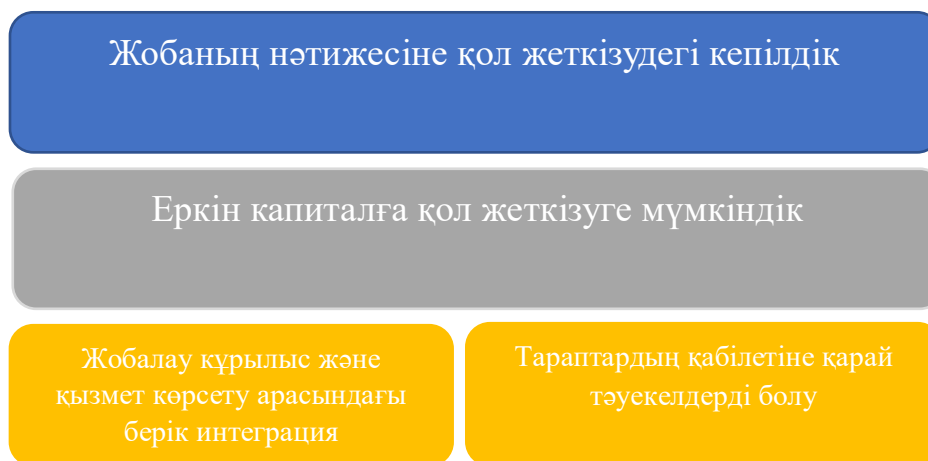 Жобаның нәтижесіне қол жеткізудегі кепілдік
Еркін капиталға қол жеткізуге мүмкіндік
Жобалау құрылыс және
қызмет көрсету арасындағы
берік интеграция
Тараптардың қабілетіне қарай
тәуекелдерді болу